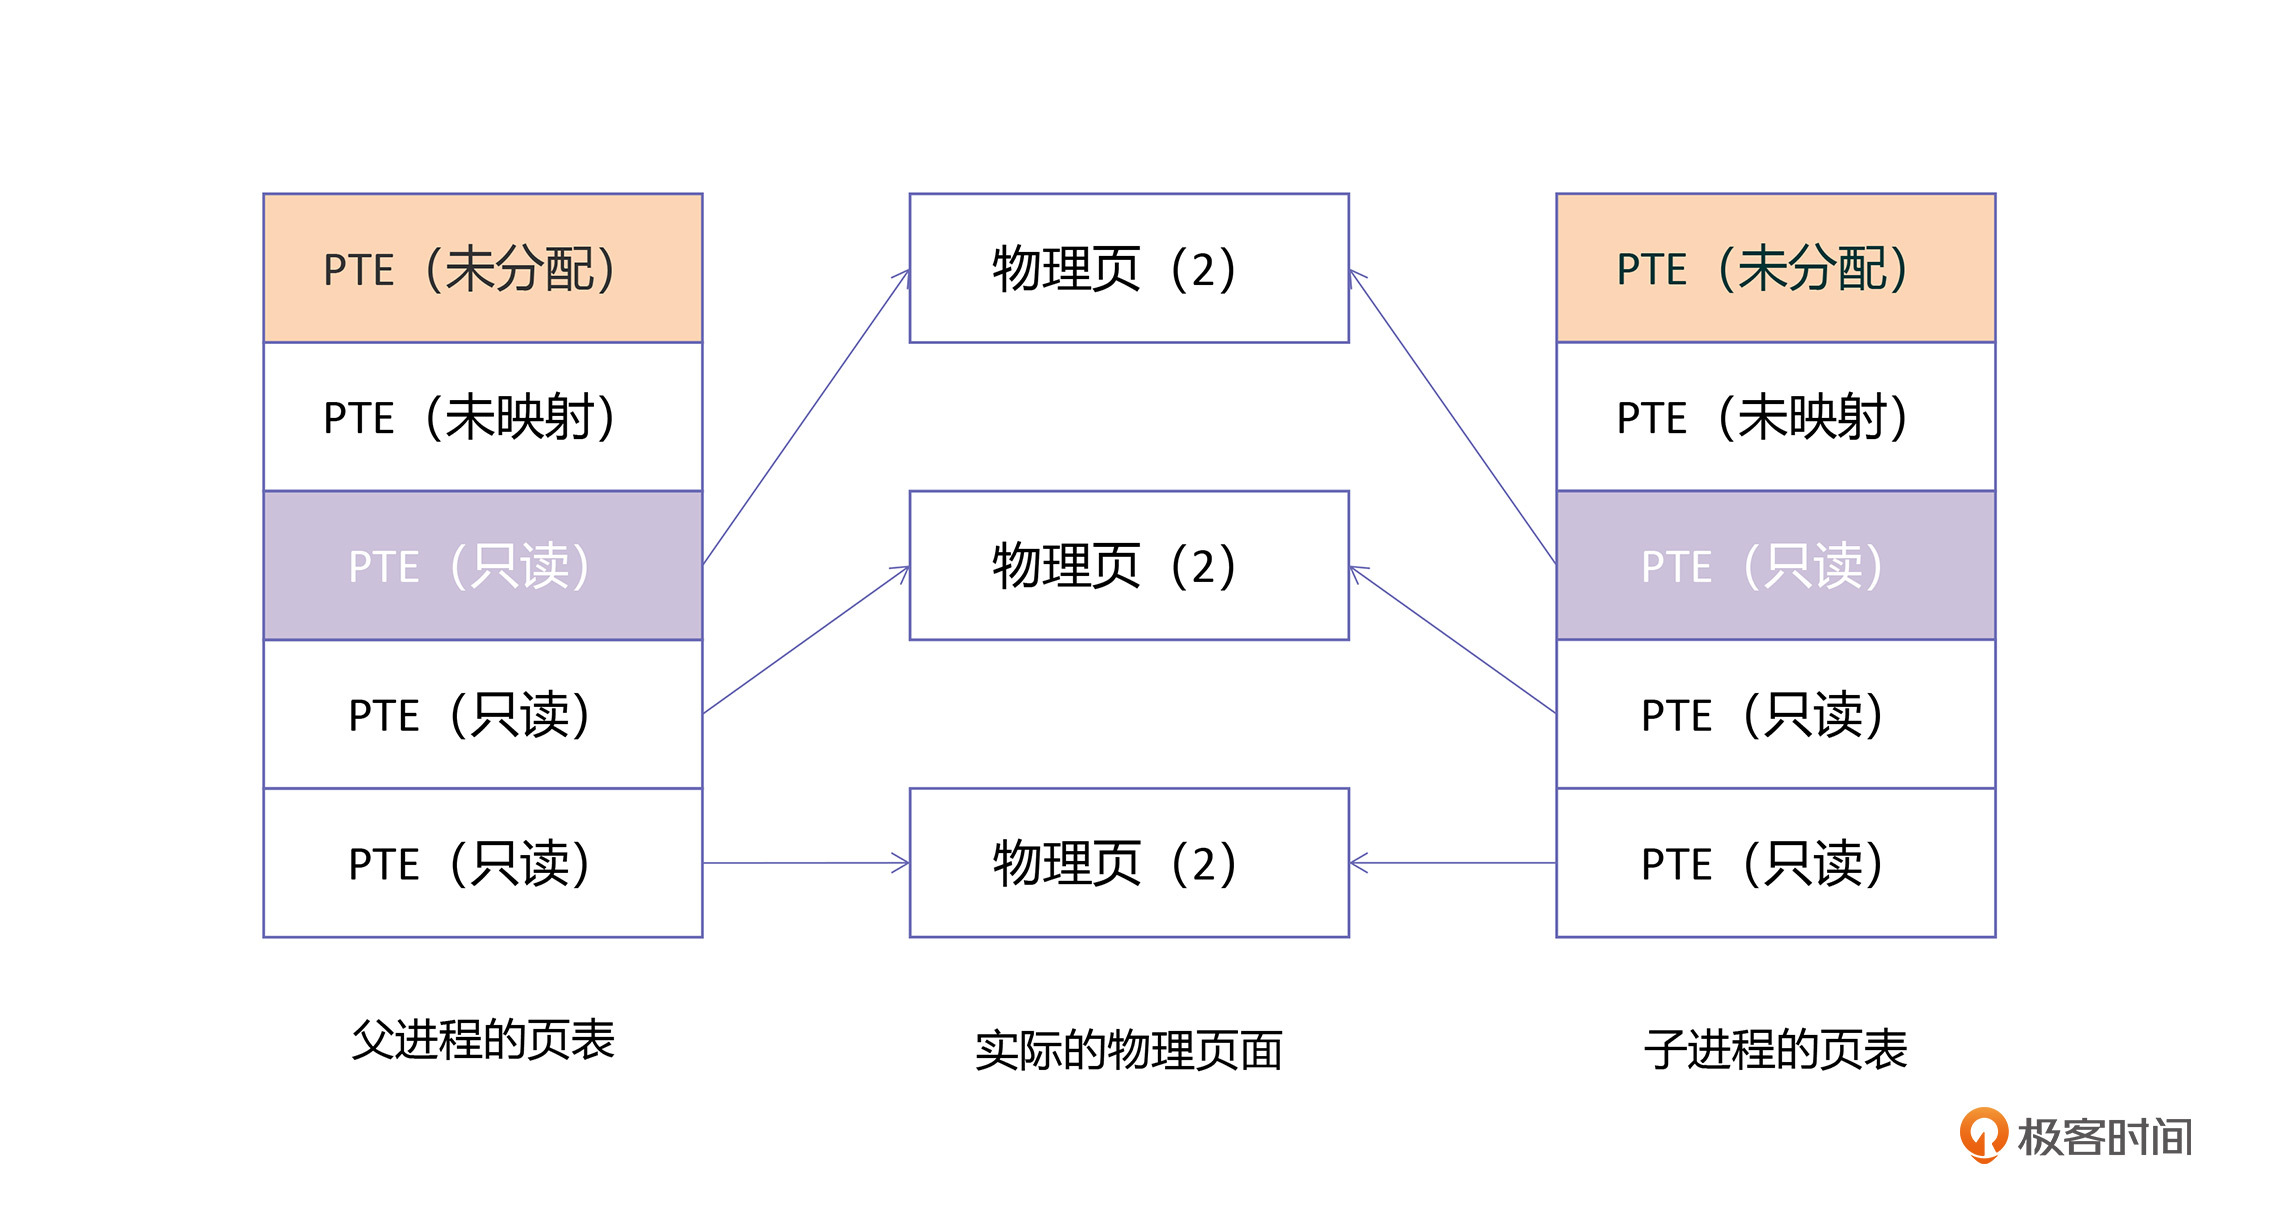 PTE（未分配）
PTE（未映射）
PTE（只读）
PTE（只读）
PTE（只读）
父进程的页表
物理页（2）
物理页（2）
物理页（2）
实际的物理页面
PTE（未分配）
PTE（未映射）
PTE（只读）
PTE（只读）
PTE（只读）
子进程的页表
极客时间